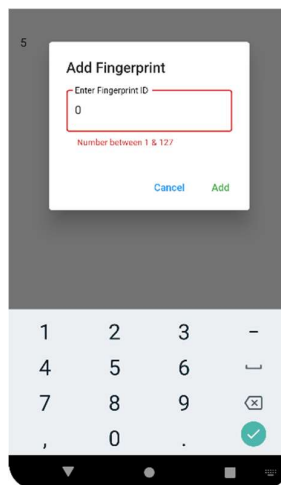 5
Add Fingerprint
Enter Fingerprint ID
0
Number between 1 & 127
Cancel Add
1 2 3 -
4 5 6
7 8 9
, 0 .